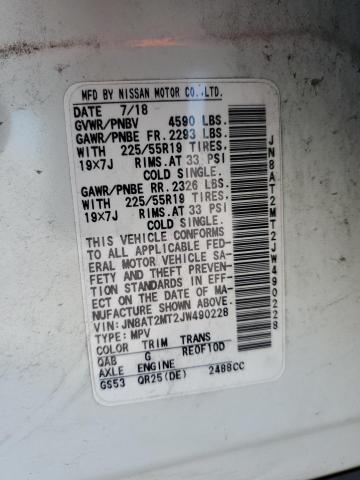 MFD BY NISSAN MOTOR CO.,LTD.
DATE 7/18
GVWR/PNBV 4590 LBS.
GAWR/PNBE FR. 2293 LBS.
WITH 225/55R19 TIRES,
19×7J RIMS.AT 33 PSI
COLD SINGLE.
GAWR/PNBE RR. 2326 LBS.
WITH 225/55R19 TIRES,
19×7J RIMS.AT 33 PSI
COLD SINGLE.
THIS VEHICLE CONFORMS
TO ALL APPLICABLE FED-
ERAL MOTOR VEHICLE SA-
FETY AND THEFT PREVEN-
TION STANDARDS IN EFF-
ECT ON THE DATE OF MA-
NUFACTURE SHOWN ABOVE.
VIN: JN8AT2MT2JW490228
TYPE: MPV
COLOR TRIM TRANS
QAB G RE0F10D
AXLE ENGINE
GS53 QR25(DE) 2488CC
JN8AT2MT2JW490228